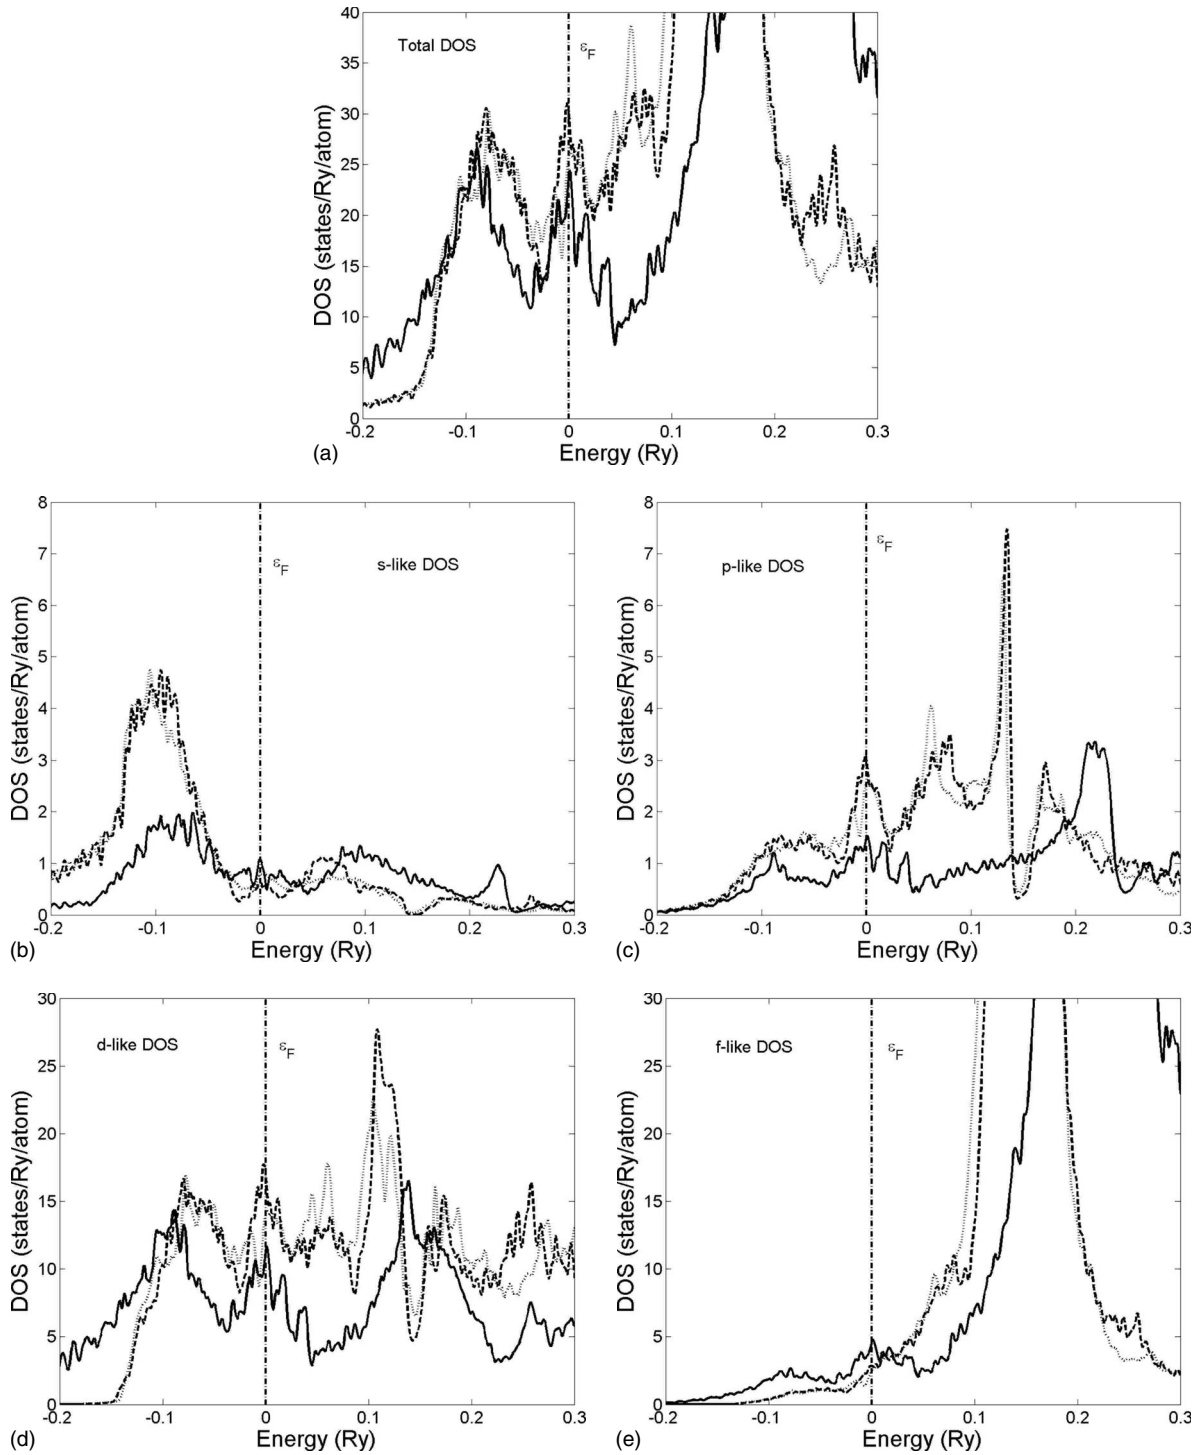 40
35
30
25
20
15
10
5
0
DOS (states/Ry/atom)
Total DOS
εF
-0.2 -0.1 0 0.1 0.2 0.3
(a) Energy (Ry)
8
7
6
5
4
3
2
1
0
DOS (states/Ry/atom)
εF
s-like DOS
-0.2 -0.1 0 0.1 0.2 0.3
(b) Energy (Ry)
8
7
6
5
4
3
2
1
0
DOS (states/Ry/atom)
p-like DOS
εF
-0.2 -0.1 0 0.1 0.2 0.3
(c) Energy (Ry)
30
25
20
15
10
5
0
DOS (states/Ry/atom)
d-like DOS
εF
-0.2 -0.1 0 0.1 0.2 0.3
(d) Energy (Ry)
30
25
20
15
10
5
0
DOS (states/Ry/atom)
f-like DOS
εF
-0.2 -0.1 0 0.1 0.2 0.3
(e) Energy (Ry)